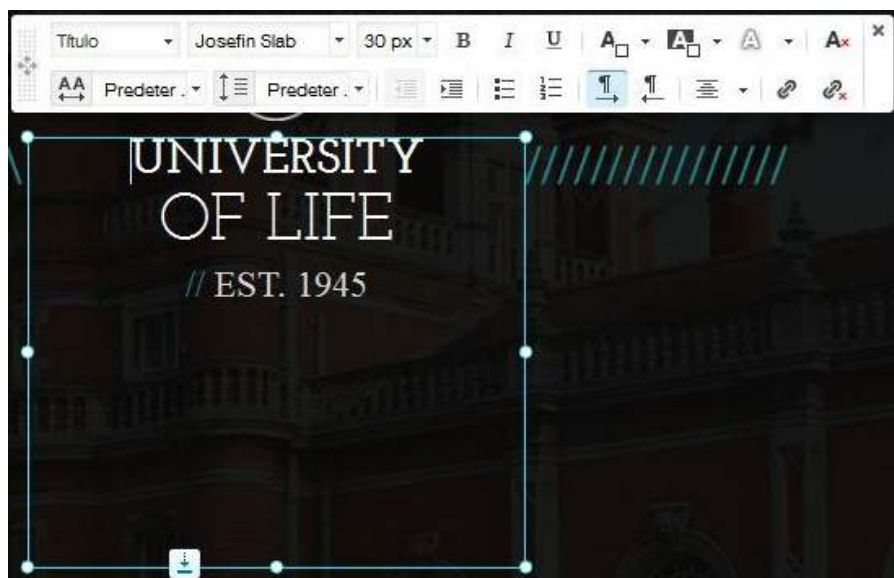 Título Josefin Slab 30 px B I U A A A A×
AA Predeter . Predeter .
UNIVERSITY
OF LIFE
// EST. 1945